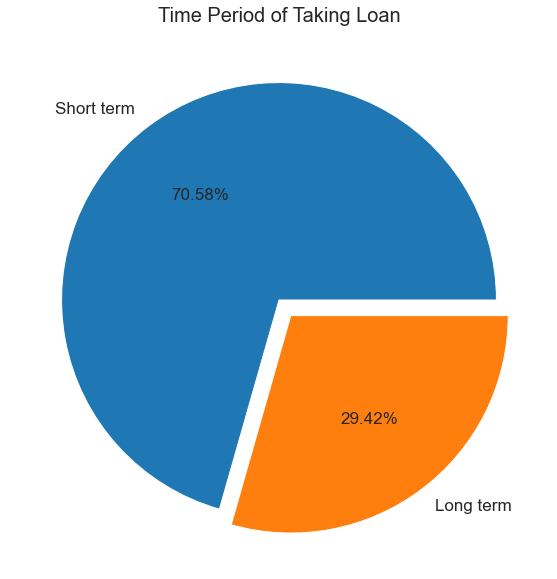 Time Period of Taking Loan
Short term
70.58%
29.42%
Long term